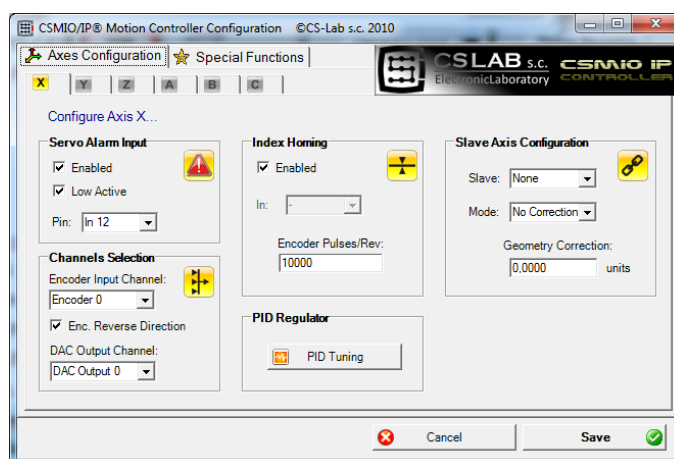 CSMIO/IP® Motion Controller Configuration ©CS-Lab s.c. 2010
Axes Configuration
Special Functions
CSLAB s.c.
ElectronicLaboratory
CSMIO IP
CONTROLLER
X Y Z A B C
Configure Axis X...
Servo Alarm Input
Enabled
Low Active
Pin: In 12
Channels Selection
Encoder Input Channel:
Encoder 0
Enc. Reverse Direction
DAC Output Channel:
DAC Output 0
Index Homing
Enabled
In: -
Encoder Pulses/Rev:
10000
PID Regulator
PID Tuning
Slave Axis Configuration
Slave: None
Mode: No Correction
Geometry Correction:
0,0000 units
Cancel
Save